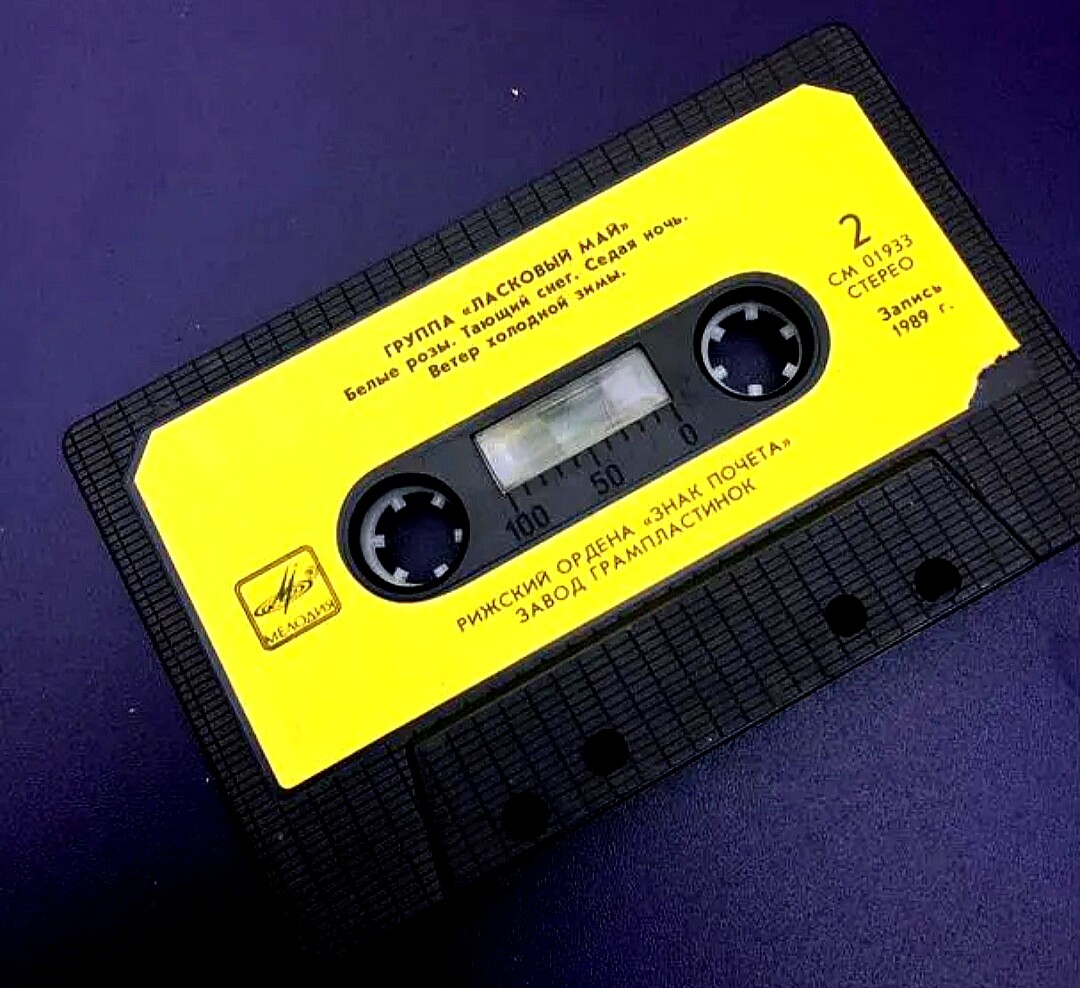 ГРУППА «ЛАСКОВЫЙ МАЙ»
Белые розы. Тающий снег. Седая ночь.
Ветер холодной зимы.
2
СМ 01933
СТЕРЕО
Запись
1989 г.
100 50 0
МЕЛОДИЯ
РИЖСКИЙ ОРДЕНА «ЗНАК ПОЧЕТА»
ЗАВОД ГРАМПЛАСТИНОК